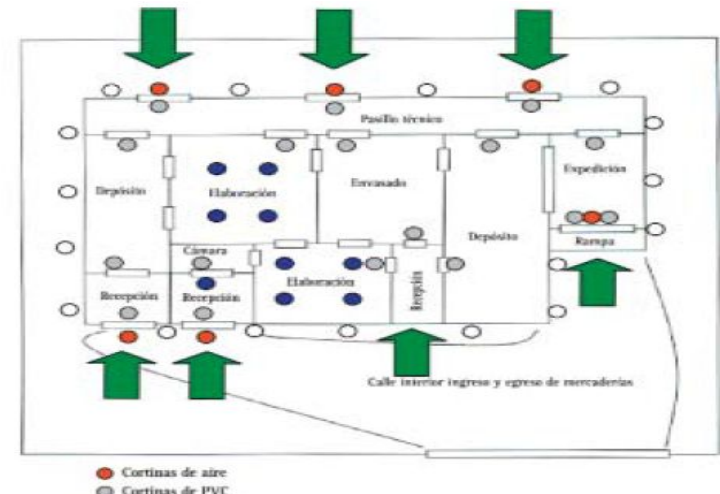 Pasillo técnico
Depósito
Elaboración
Envasado
Depósito
Expedición
Rampa
Cámara
Elaboración
Recepción
Recepción
Recepción
Calle interior ingreso y egreso de mercaderías
Cortinas de aire
Cortinas de PVC